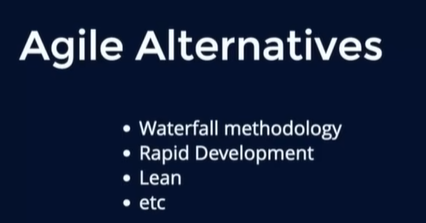 Agile Alternatives
• Waterfall methodology
• Rapid Development
• Lean
• etc